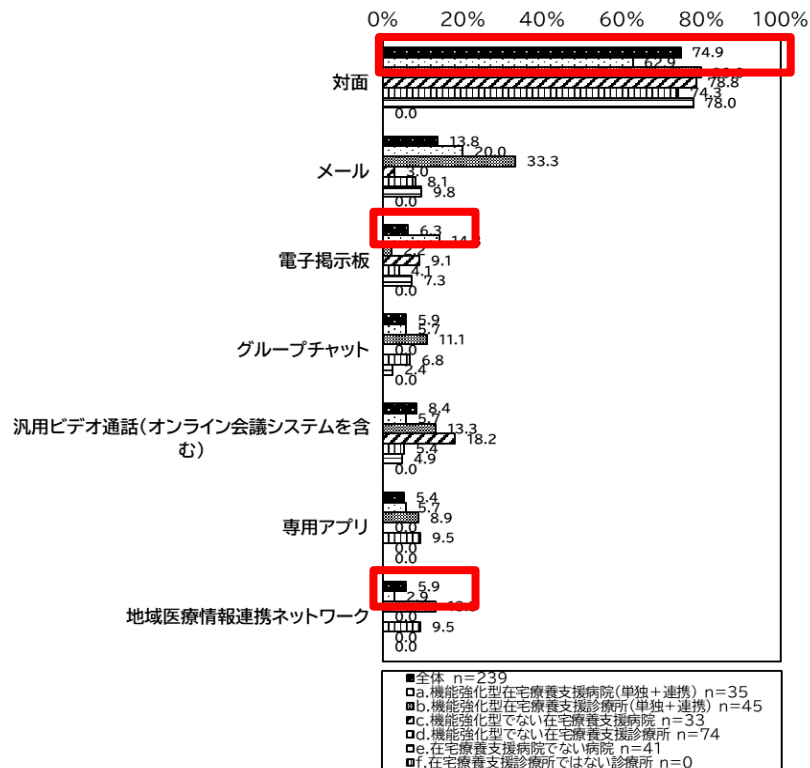 0% 20% 40% 60% 80% 100%
対面
74.9
62.9
78.8
74.3
78.0
0.0
メール
13.8
20.0
33.3
3.0
8.1
9.8
0.0
電子掲示板
6.3
2.2
9.1
4.1
7.3
0.0
グループチャット
5.9
5.7
11.1
0.0
6.8
2.4
0.0
汎用ビデオ通話(オンライン会議システムを含
む)
8.4
5.7
13.3
18.2
5.4
4.9
0.0
専用アプリ
5.4
5.7
8.9
0.0
9.5
0.0
0.0
地域医療情報連携ネットワーク
5.9
2.9
0.0
9.5
0.0
0.0
全体 n=239
a.機能強化型在宅療養支援病院(単独+連携) n=35
b.機能強化型在宅療養支援診療所(単独+連携) n=45
c.機能強化型でない在宅療養支援病院 n=33
d.機能強化型でない在宅療養支援診療所 n=74
e.在宅療養支援病院でない病院 n=41
f.在宅療養支援診療所ではない診療所 n=0